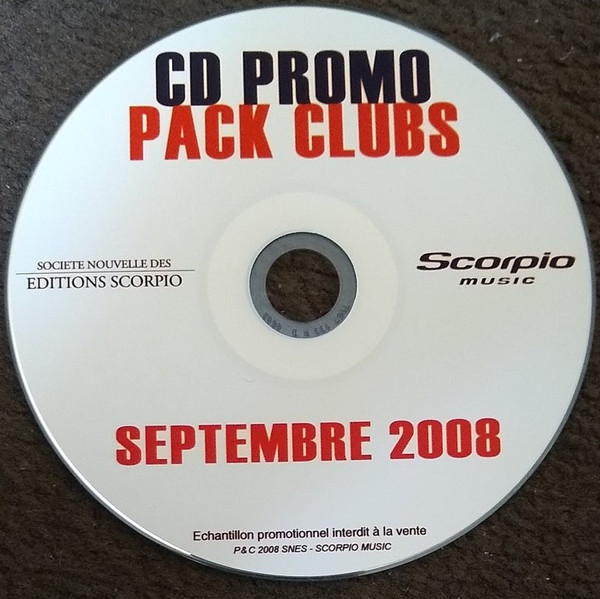 CD PROMO
PACK CLUBS
SOCIETE NOUVELLE DES
EDITIONS SCORPIO
Scorpio
MUSIC
SEPTEMBRE 2008
Echantillon promotionnel interdit à la vente
P&C 2008 SNES - SCORPIO MUSIC